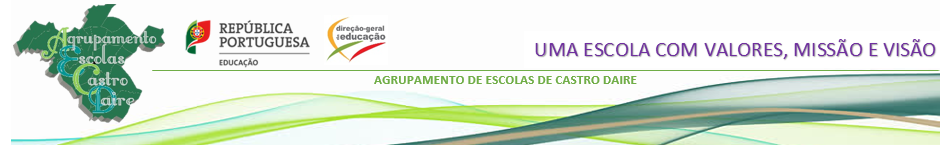 Agrupamento
Escolas
Castro
Daire
REPÚBLICA
PORTUGUESA
EDUCAÇÃO
direção-geral
da educação
UMA ESCOLA COM VALORES, MISSÃO E VISÃO
AGRUPAMENTO DE ESCOLAS DE CASTRO DAIRE